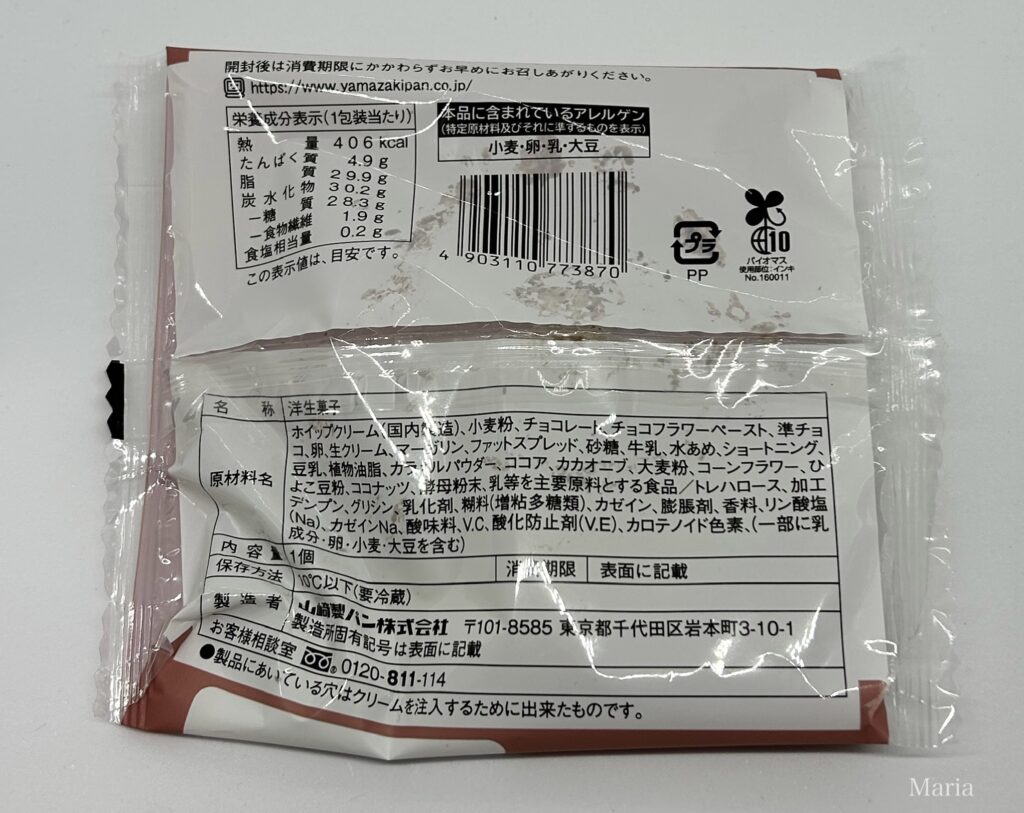 開封後は消費期限にかかわらずお早めにお召しあがりください。
https://www.yamazakipan.co.jp/
栄養成分表示(1包装当たり)
熱量 406 kcal
たんぱく質 4.9 g
脂質 29.9 g
炭水化物 30.2 g
－糖質 28.3 g
－食物繊維 1.9 g
食塩相当量 0.2 g
この表示値は、目安です。
本品に含まれているアレルゲン
(特定原材料及びそれに準ずるものを表示)
小麦・卵・乳・大豆
4 903110 773870
プラ
PP
10
バイオマス
使用部位:インキ
No.160011
名称 洋生菓子
原材料名
ホイップクリーム(国内製造)、小麦粉、チョコレート、チョコフラワーペースト、準チョ
コ、卵、生クリーム、マーガリン、ファットスプレッド、砂糖、牛乳、水あめ、ショートニング、
豆乳、植物油脂、カラメルパウダー、ココア、カカオニブ、大麦粉、コーンフラワー、ひ
よこ豆粉、ココナッツ、酵母粉末、乳等を主要原料とする食品／トレハロース、加工
デンプン、グリシン、乳化剤、糊料(増粘多糖類)、カゼイン、膨脹剤、香料、リン酸塩
(Na)、カゼインNa、酸味料、V.C、酸化防止剤(V.E)、カロテノイド色素、(一部に乳
成分・卵・小麦・大豆を含む)
内容量 1個 消費期限 表面に記載
保存方法 10℃以下(要冷蔵)
製造者 山崎製パン株式会社 〒101-8585 東京都千代田区岩本町3-10-1
製造所固有記号は表面に記載
お客様相談室 0120-811-114
●製品にあいている穴はクリームを注入するために出来たものです。
Maria